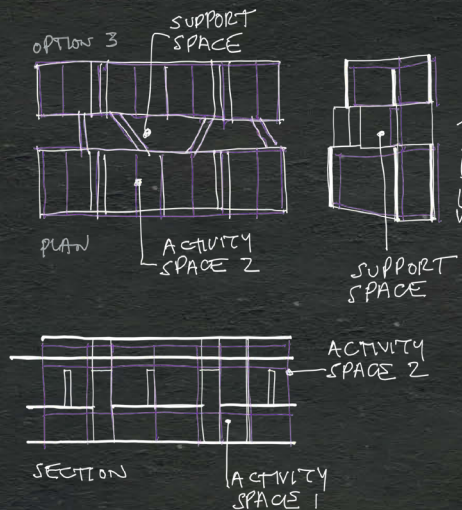 OPTION 3
SUPPORT
SPACE
PLAN
ACTIVITY
SPACE 2
SUPPORT
SPACE
ACTIVITY
SPACE 2
SECTION
ACTIVITY
SPACE 1